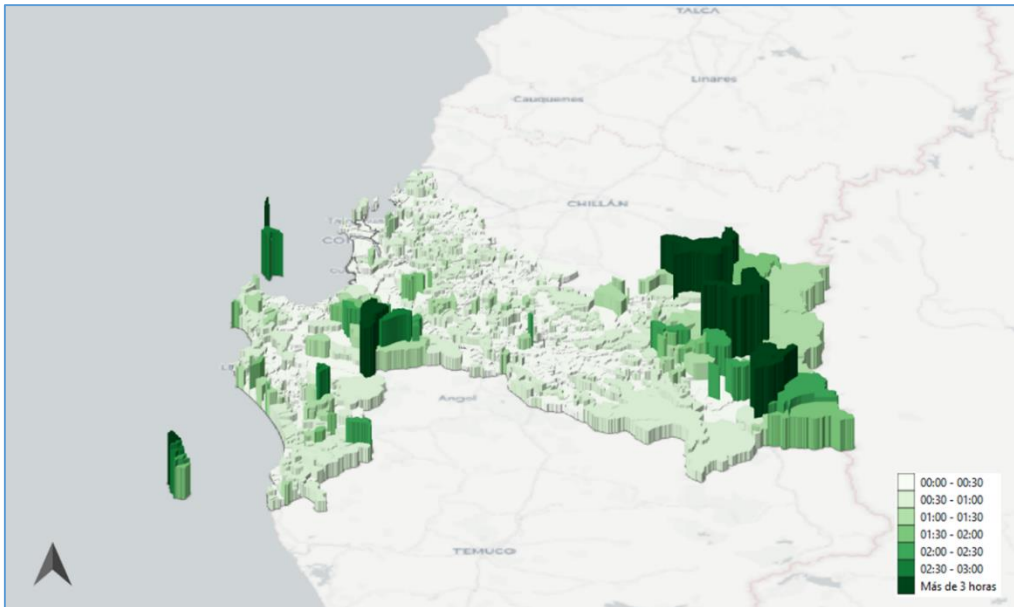 TALCA
Linares
Cauquenes
CHILLÁN
Angol
TEMUCO
00:00 - 00:30
00:30 - 01:00
01:00 - 01:30
01:30 - 02:00
02:00 - 02:30
02:30 - 03:00
Más de 3 horas